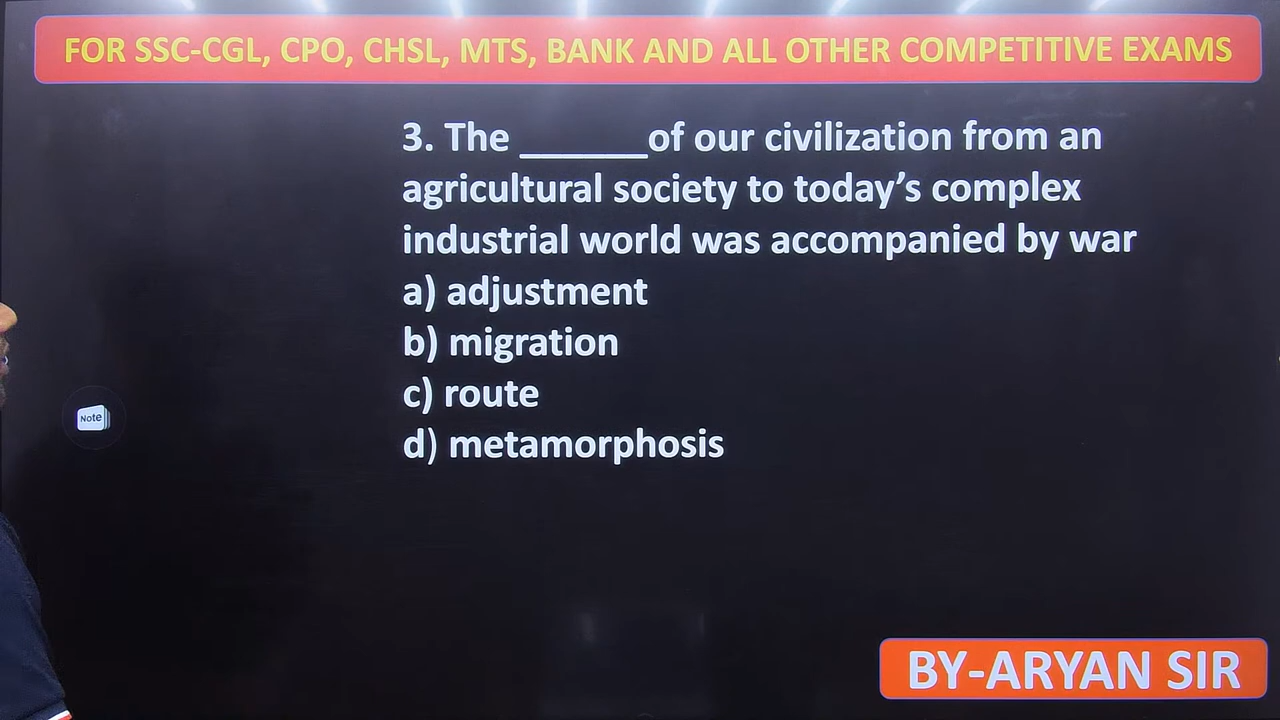 FOR SSC-CGL, CPO, CHSL, MTS, BANK AND ALL OTHER COMPETITIVE EXAMS
3. The ______of our civilization from an
agricultural society to today’s complex
industrial world was accompanied by war
a) adjustment
b) migration
c) route
d) metamorphosis
Note
BY-ARYAN SIR